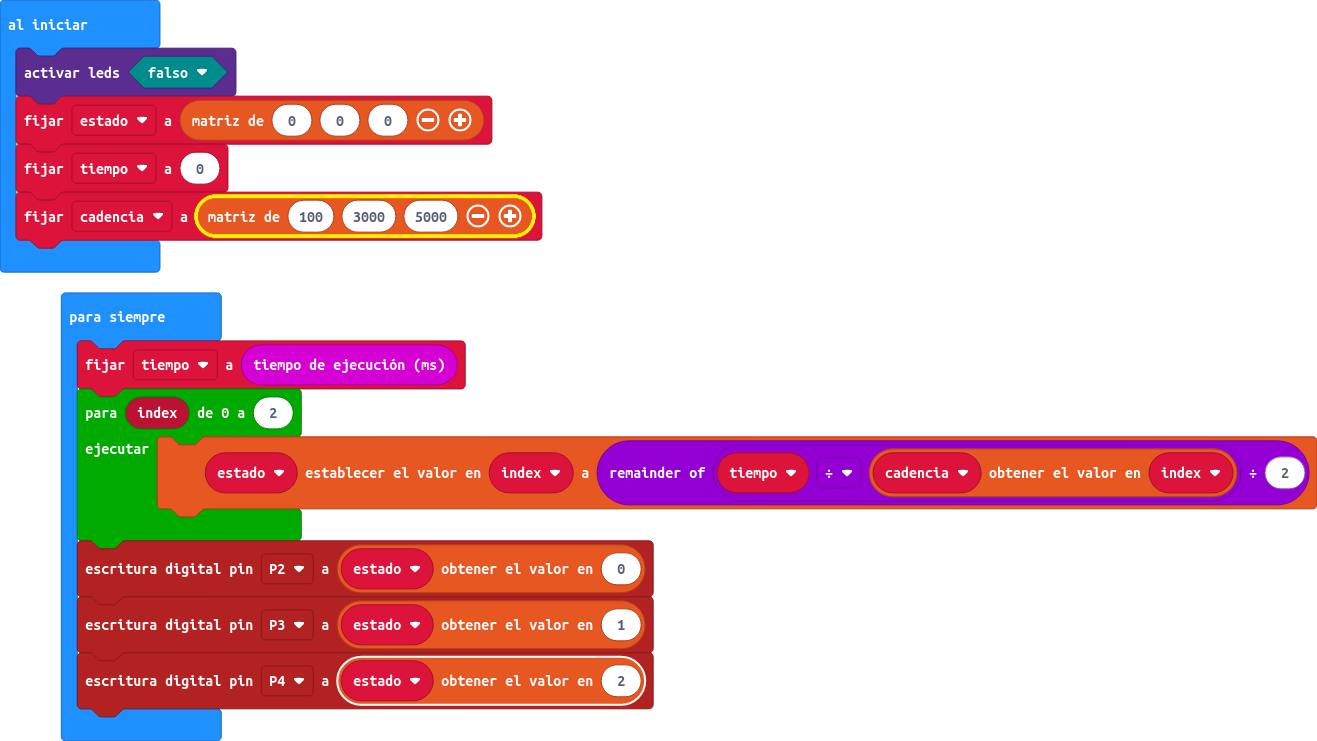 al iniciar
activar leds falso
fijar estado a matriz de 0 0 0
fijar tiempo a 0
fijar cadencia a matriz de 100 3000 5000
para siempre
fijar tiempo a tiempo de ejecución (ms)
para index de 0 a 2
ejecutar
estado establecer el valor en index a remainder of tiempo ÷ cadencia obtener el valor en index ÷ 2
escritura digital pin P2 a estado obtener el valor en 0
escritura digital pin P3 a estado obtener el valor en 1
escritura digital pin P4 a estado obtener el valor en 2